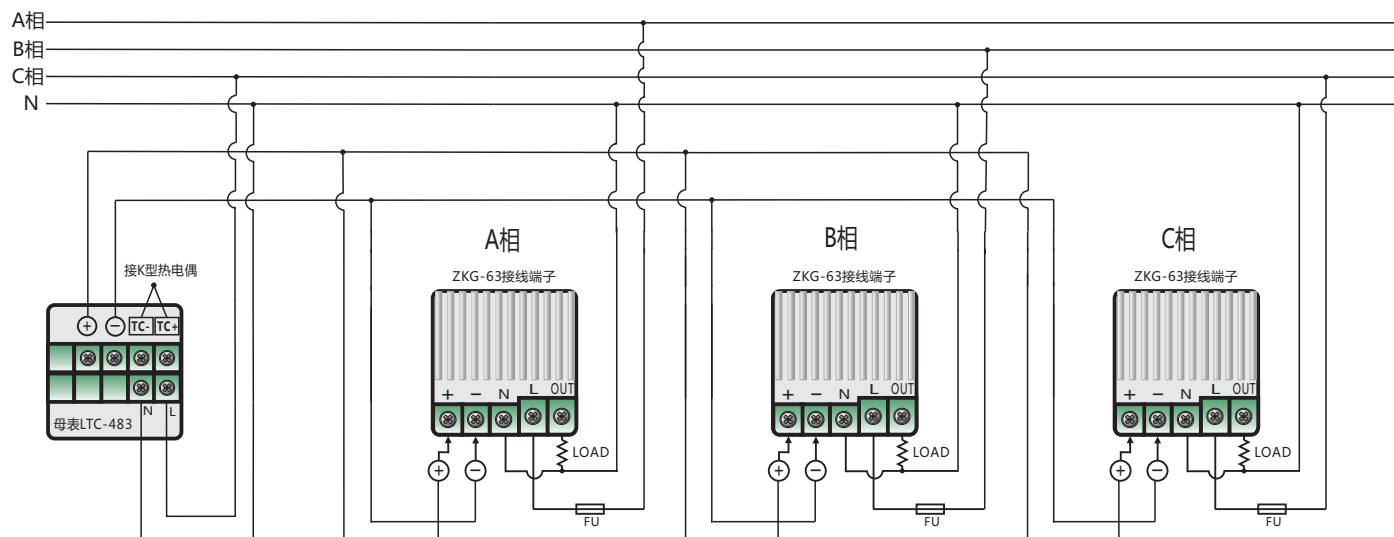 A相
B相
C相
N
A相
B相
C相
接K型热电偶
ZKG-63接线端子
ZKG-63接线端子
ZKG-63接线端子
+ − TC- TC+
+ − N L OUT
+ − N L OUT
+ − N L OUT
N L
母表LTC-483
LOAD
LOAD
LOAD
+ −
+ −
+ −
FU
FU
FU